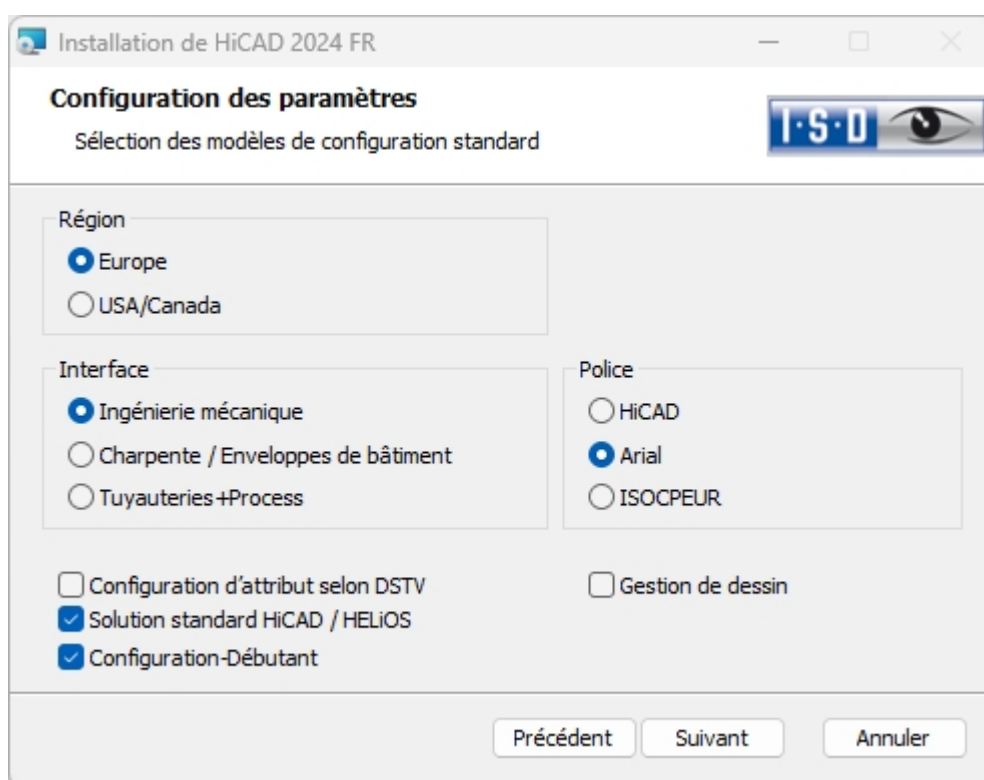 Installation de HiCAD 2024 FR
Configuration des paramètres
Sélection des modèles de configuration standard
I·S·D
Région
Europe
USA/Canada
Interface
Ingénierie mécanique
Charpente / Enveloppes de bâtiment
Tuyauteries+Process
Police
HiCAD
Arial
ISOCPEUR
Configuration d'attribut selon DSTV
Gestion de dessin
Solution standard HiCAD / HELiOS
Configuration-Débutant
Précédent
Suivant
Annuler